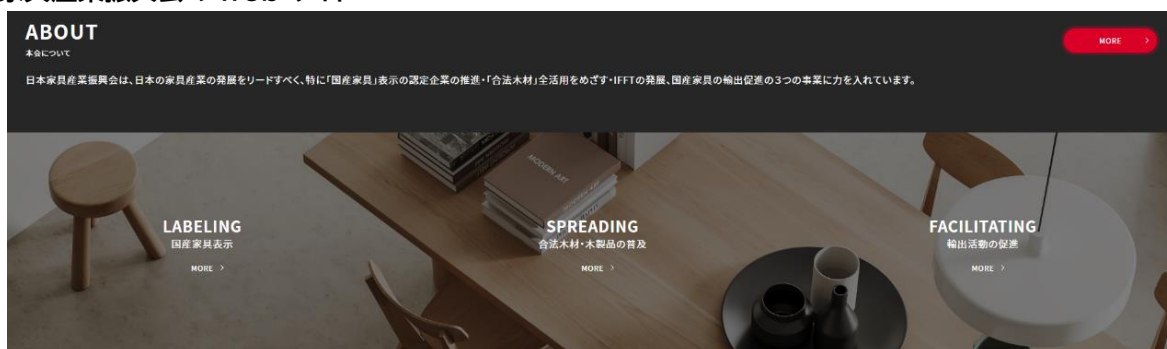 ABOUT
本会について
MORE >
日本家具産業振興会は、日本の家具産業の発展をリードすべく、特に「国産家具」表示の認定企業の推進・「合法木材」全活用をめざす・IFFTの発展、国産家具の輸出促進の3つの事業に力を入れています。
MODERN ART
LABELING
国産家具表示
MORE >
SPREADING
合法木材・木製品の普及
MORE >
FACILITATING
輸出活動の促進
MORE >